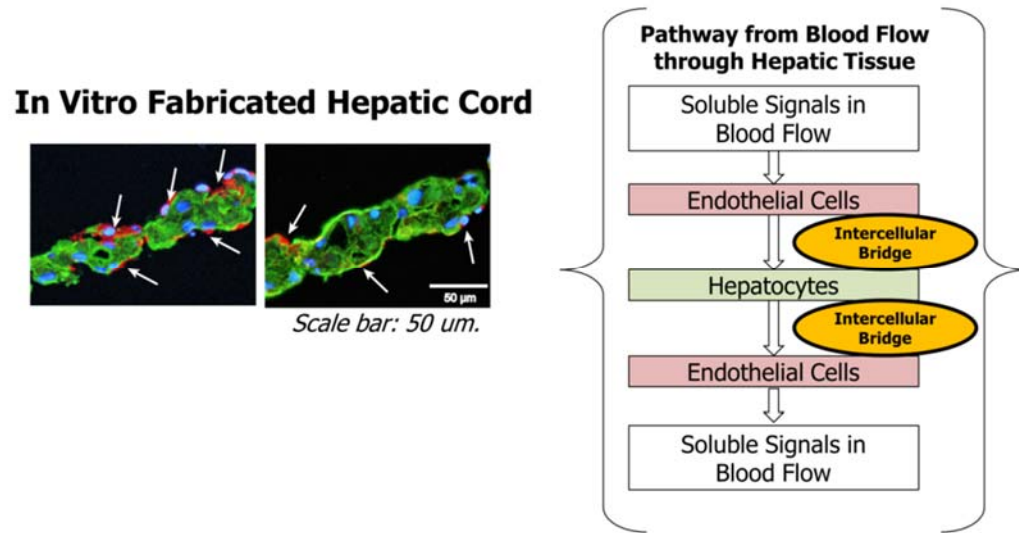 In Vitro Fabricated Hepatic Cord
50 µm
Scale bar: 50 um.
Pathway from Blood Flow
through Hepatic Tissue
Soluble Signals in
Blood Flow
Endothelial Cells
Intercellular
Bridge
Hepatocytes
Intercellular
Bridge
Endothelial Cells
Soluble Signals in
Blood Flow